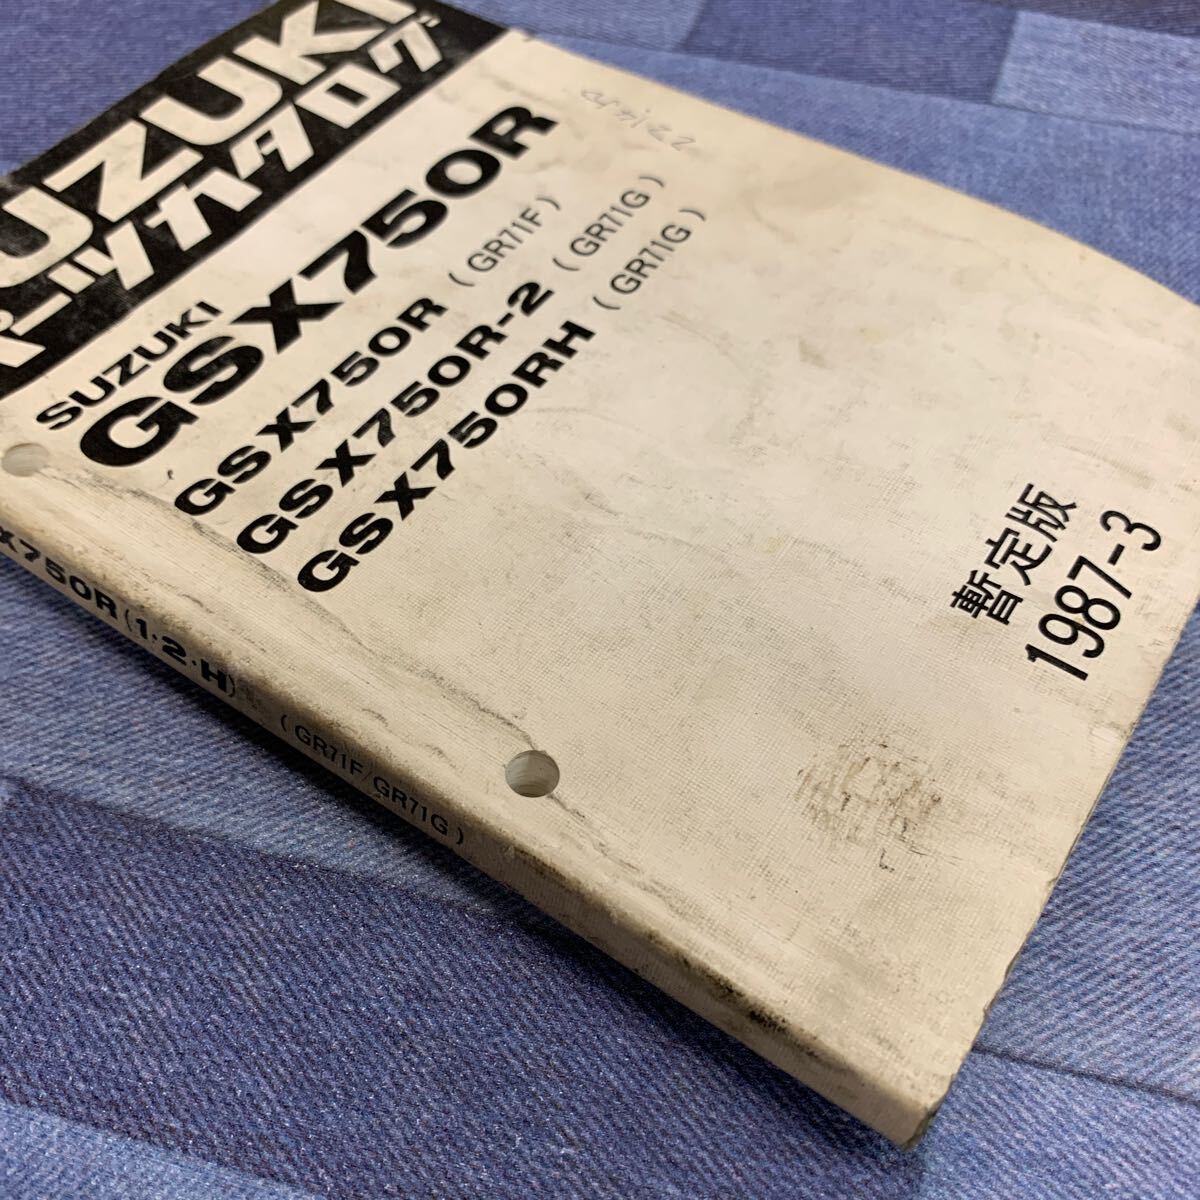 SUZUKI
パーツカタログ
SUZUKI
GSX750R
GSX750R (GR71F)
GSX750R-2 (GR71G)
GSX750RH (GR71G)
暫定版
1987-3
X750R(1·2·H) (GR71F/GR71G)